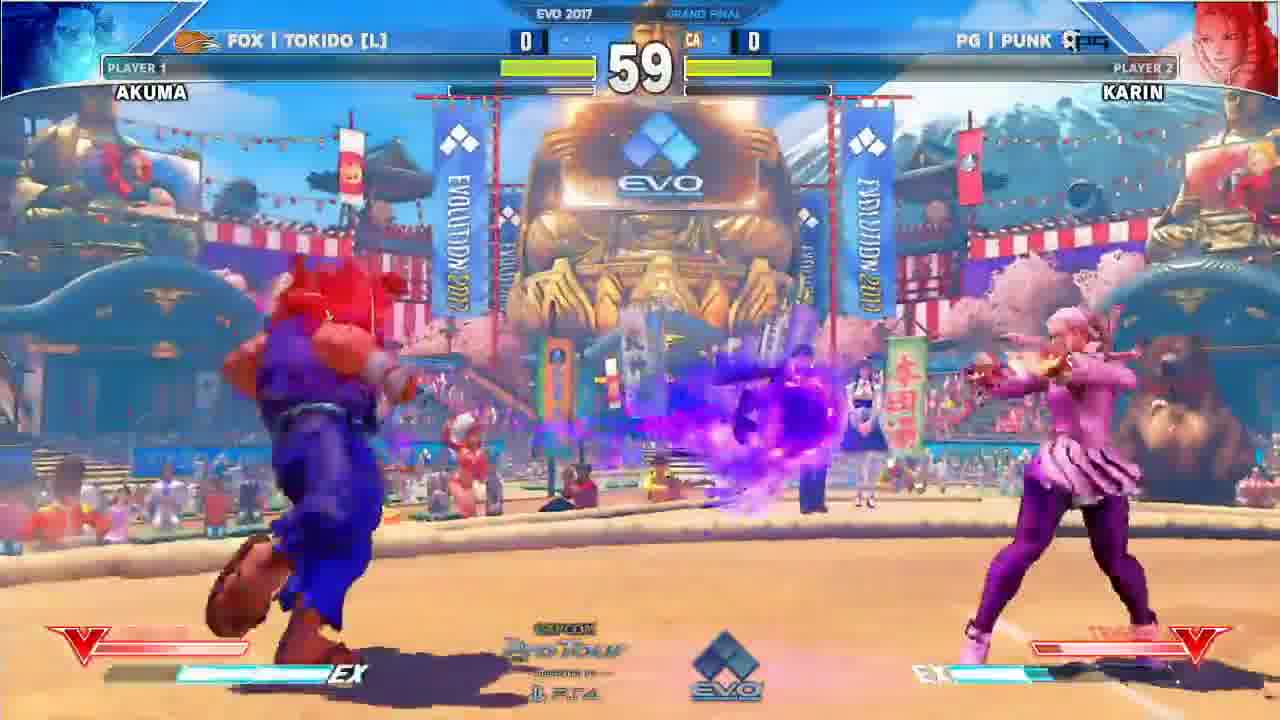 EVO 2017
GRAND FINAL
FOX | TOKIDO [L]
0
59
CA
0
PG | PUNK
PLAYER 1
PLAYER 2
AKUMA
KARIN
EVO
EVOLUTION 2017
EVOLUTION 2017
V
V
EX
EX
CAPCOM
PRO TOUR
PS4
EVO